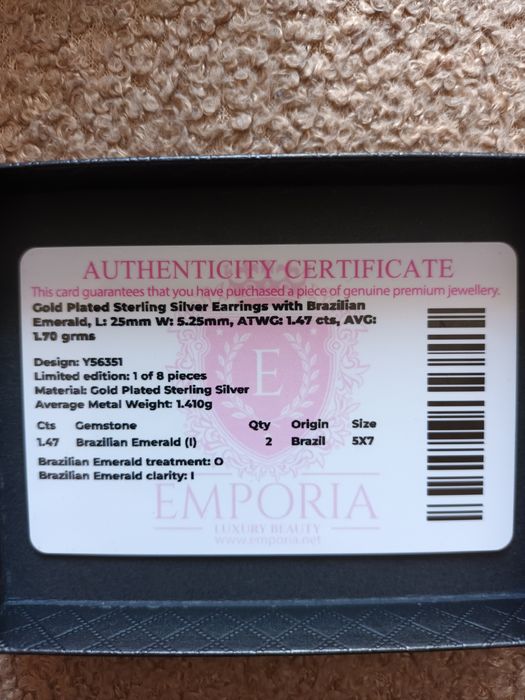 AUTHENTICITY CERTIFICATE
This card guarantees that you have purchased a piece of genuine premium jewellery.
Gold Plated Sterling Silver Earrings with Brazilian
Emerald, L: 25mm W: 5.25mm, ATWG: 1.47 cts, AVG:
1.70 grms
Design: Y56351
Limited edition: 1 of 8 pieces
Material: Gold Plated Sterling Silver
Average Metal Weight: 1.410g
Cts Gemstone Qty Origin Size
1.47 Brazilian Emerald (I) 2 Brazil 5X7
Brazilian Emerald treatment: O
Brazilian Emerald clarity: I
E
EMPORIA
LUXURY BEAUTY
www.emporia.net